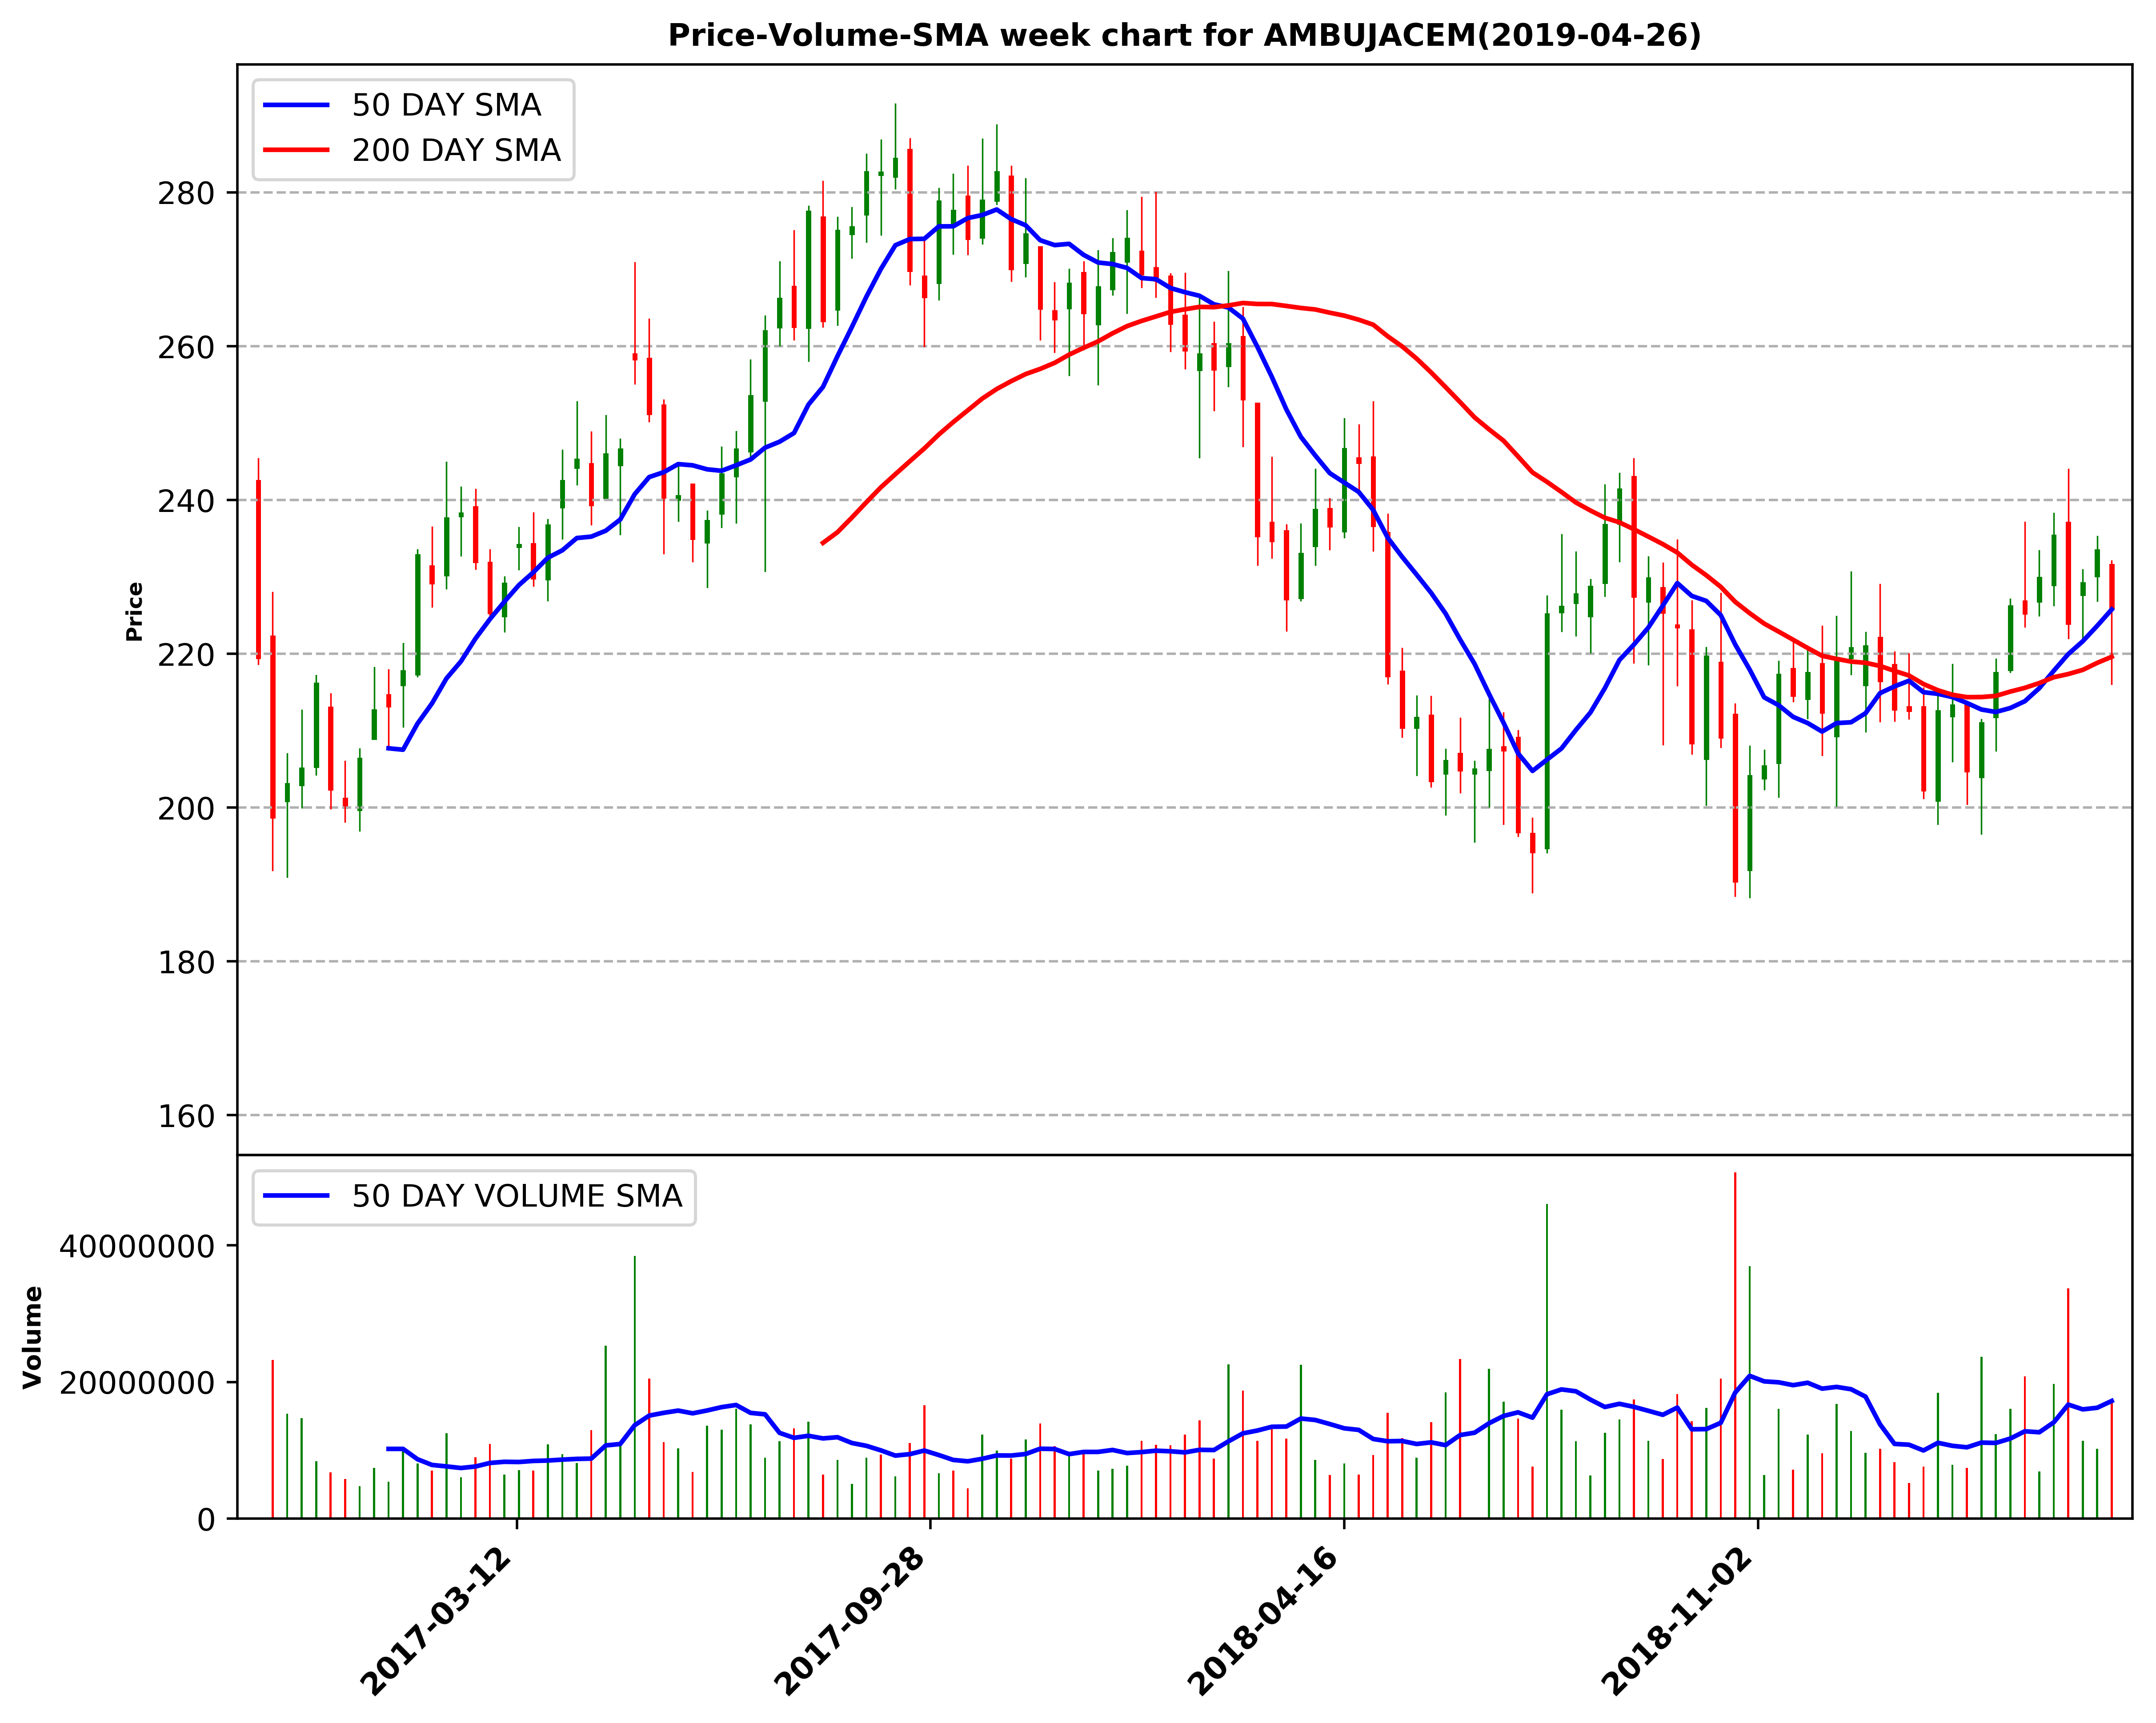 Price-Volume-SMA week chart for AMBUJACEM(2019-04-26)
50 DAY SMA
200 DAY SMA
280
260
240
220
200
180
160
Price
50 DAY VOLUME SMA
40000000
20000000
0
Volume
2017-03-12
2017-09-28
2018-04-16
2018-11-02